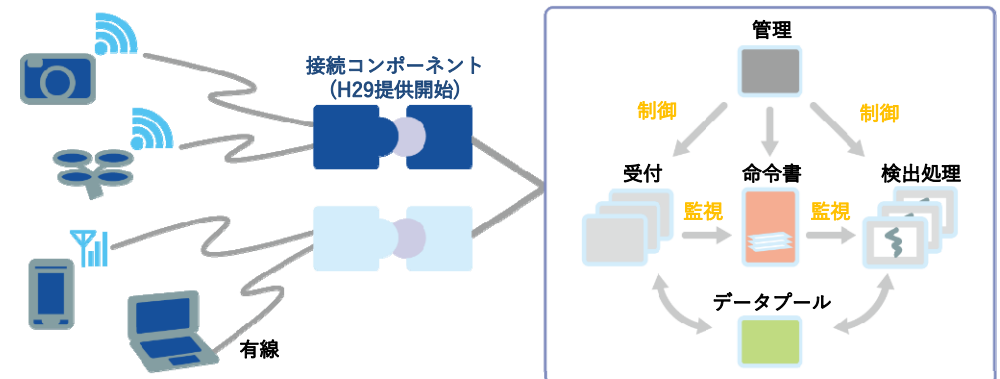 管理
接続コンポーネント
(H29提供開始)
制御
制御
受付
命令書
検出処理
監視
監視
データプール
有線